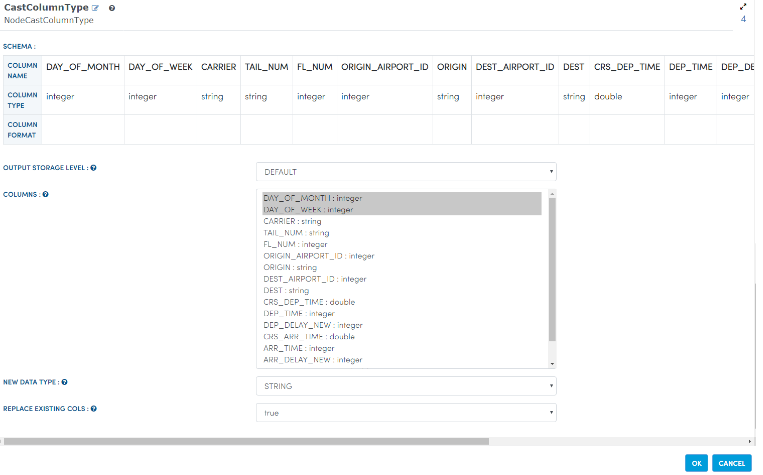 CastColumnType
NodeCastColumnType
4
SCHEMA :
COLUMN NAME DAY_OF_MONTH DAY_OF_WEEK CARRIER TAIL_NUM FL_NUM ORIGIN_AIRPORT_ID ORIGIN DEST_AIRPORT_ID DEST CRS_DEP_TIME DEP_TIME DEP_DE
COLUMN TYPE integer integer string string integer integer string integer string double integer integer
COLUMN FORMAT
OUTPUT STORAGE LEVEL :
DEFAULT
COLUMNS :
DAY_OF_MONTH : integer
DAY_OF_WEEK : integer
CARRIER : string
TAIL_NUM : string
FL_NUM : integer
ORIGIN_AIRPORT_ID : integer
ORIGIN : string
DEST_AIRPORT_ID : integer
DEST : string
CRS_DEP_TIME : double
DEP_TIME : integer
DEP_DELAY_NEW : integer
CRS_ARR_TIME : double
ARR_TIME : integer
ARR_DELAY_NEW : integer
NEW DATA TYPE :
STRING
REPLACE EXISTING COLS :
true
OK CANCEL